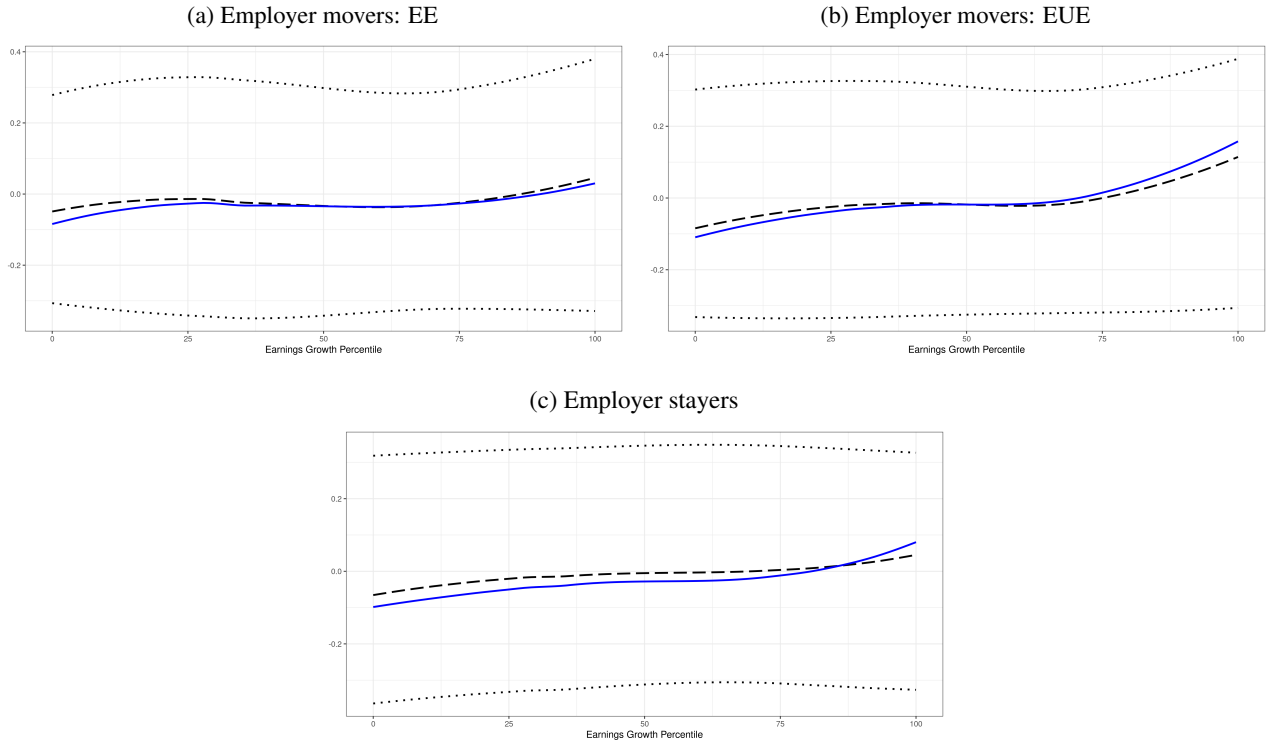 (a) Employer movers: EE
0.4
0.2
0.0
-0.2
0 25 50 75 100
Earnings Growth Percentile
(b) Employer movers: EUE
0.4
0.2
0.0
-0.2
0 25 50 75 100
Earnings Growth Percentile
(c) Employer stayers
0.2
0.0
-0.2
0 25 50 75 100
Earnings Growth Percentile